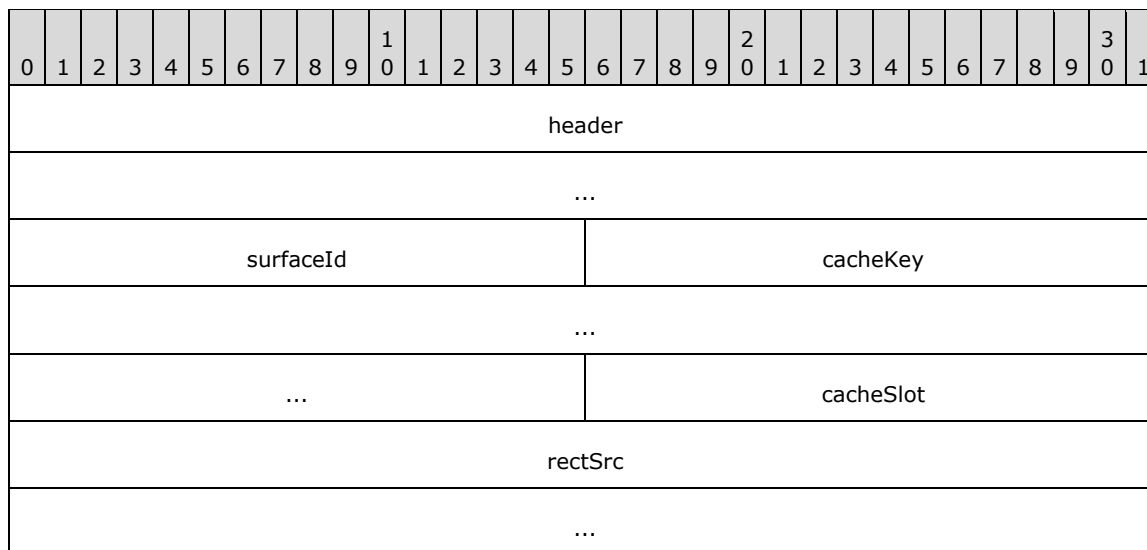 1 2 3
0 1 2 3 4 5 6 7 8 9 0 1 2 3 4 5 6 7 8 9 0 1 2 3 4 5 6 7 8 9 0 1
header
...
surfaceId cacheKey
...
... cacheSlot
rectSrc
...